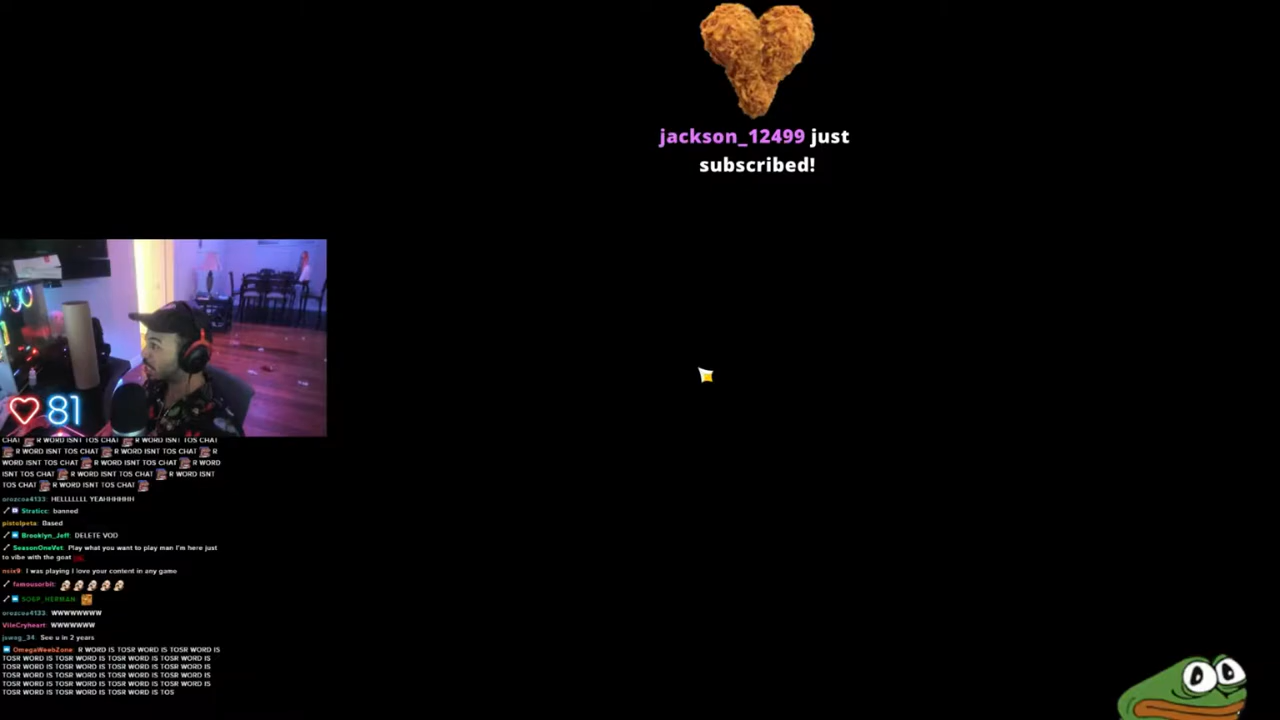 jackson_12499 just
subscribed!
81
CHAT R WORD ISNT TOS CHAT R WORD ISNT TOS CHAT
R WORD ISNT TOS CHAT R WORD ISNT TOS CHAT R
WORD ISNT TOS CHAT R WORD ISNT TOS CHAT R WORD
ISNT TOS CHAT R WORD ISNT TOS CHAT R WORD ISNT
TOS CHAT R WORD ISNT TOS CHAT
orozcoa4133: HELLLLLLL YEAHHHHHH
Straticc: banned
pistolpeta: Based
Brooklyn_Jeff: DELETE VOD
SeasonOneVet: Play what you want to play man I'm here just
to vibe with the goat
I was playing I love your content in any game
famousorbit:
SOUP_HERMAN
orozcoa4133: WWWWWWWW
VileCryheart: WWWWWWW
jswag_34: See u in 2 years
OmegaWeebZone: R WORD IS TOSR WORD IS TOSR WORD IS
TOSR WORD IS TOSR WORD IS TOSR WORD IS TOSR WORD IS
TOSR WORD IS TOSR WORD IS TOSR WORD IS TOSR WORD IS
TOSR WORD IS TOSR WORD IS TOSR WORD IS TOSR WORD IS
TOSR WORD IS TOSR WORD IS TOSR WORD IS TOSR WORD IS
TOSR WORD IS TOSR WORD IS TOSR WORD IS TOS